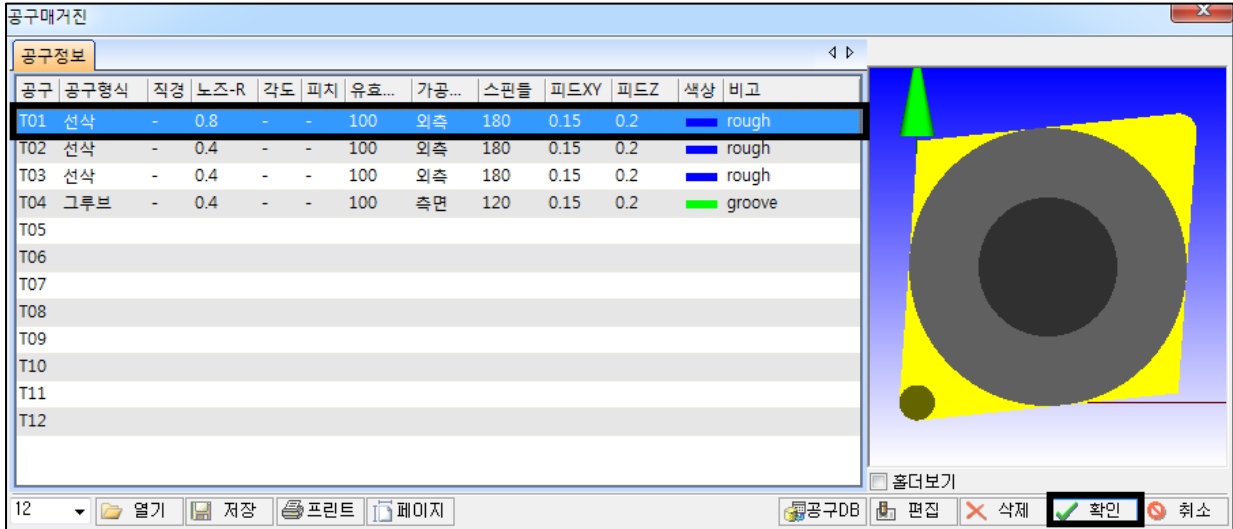 공구매거진
공구정보
공구 공구형식 직경 노즈-R 각도 피치 유효... 가공... 스핀들 피드XY 피드Z 색상 비고
T01 선삭 - 0.8 - - 100 외측 180 0.15 0.2 rough
T02 선삭 - 0.4 - - 100 외측 180 0.15 0.2 rough
T03 선삭 - 0.4 - - 100 외측 180 0.15 0.2 rough
T04 그루브 - 0.4 - - 100 측면 120 0.15 0.2 groove
T05
T06
T07
T08
T09
T10
T11
T12
홀더보기
12 열기 저장 프린트 페이지 공구DB 편집 삭제 확인 취소